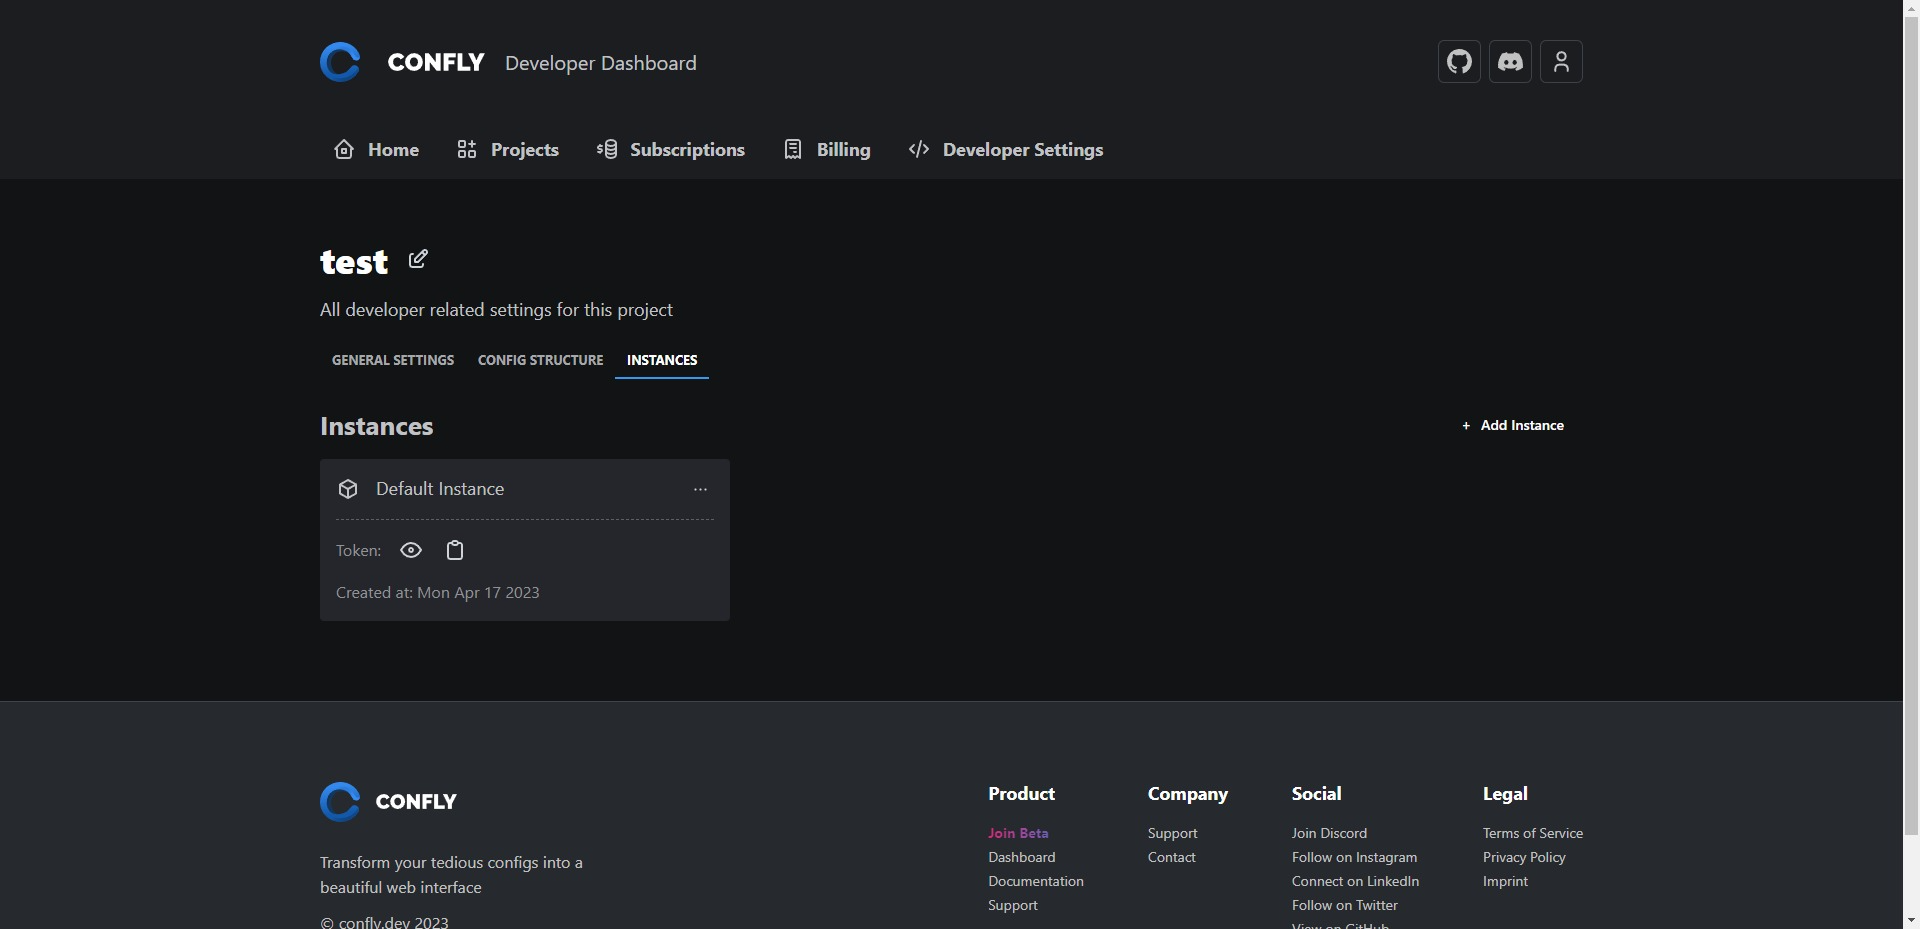 CONFLY Developer Dashboard
Home Projects Subscriptions Billing Developer Settings
test
All developer related settings for this project
GENERAL SETTINGS CONFIG STRUCTURE INSTANCES
Instances
+ Add Instance
Default Instance ...
Token:
Created at: Mon Apr 17 2023
CONFLY
Transform your tedious configs into a
beautiful web interface
© confly.dev 2023
Product
Join Beta
Dashboard
Documentation
Support
Company
Support
Contact
Social
Join Discord
Follow on Instagram
Connect on LinkedIn
Follow on Twitter
View on GitHub
Legal
Terms of Service
Privacy Policy
Imprint